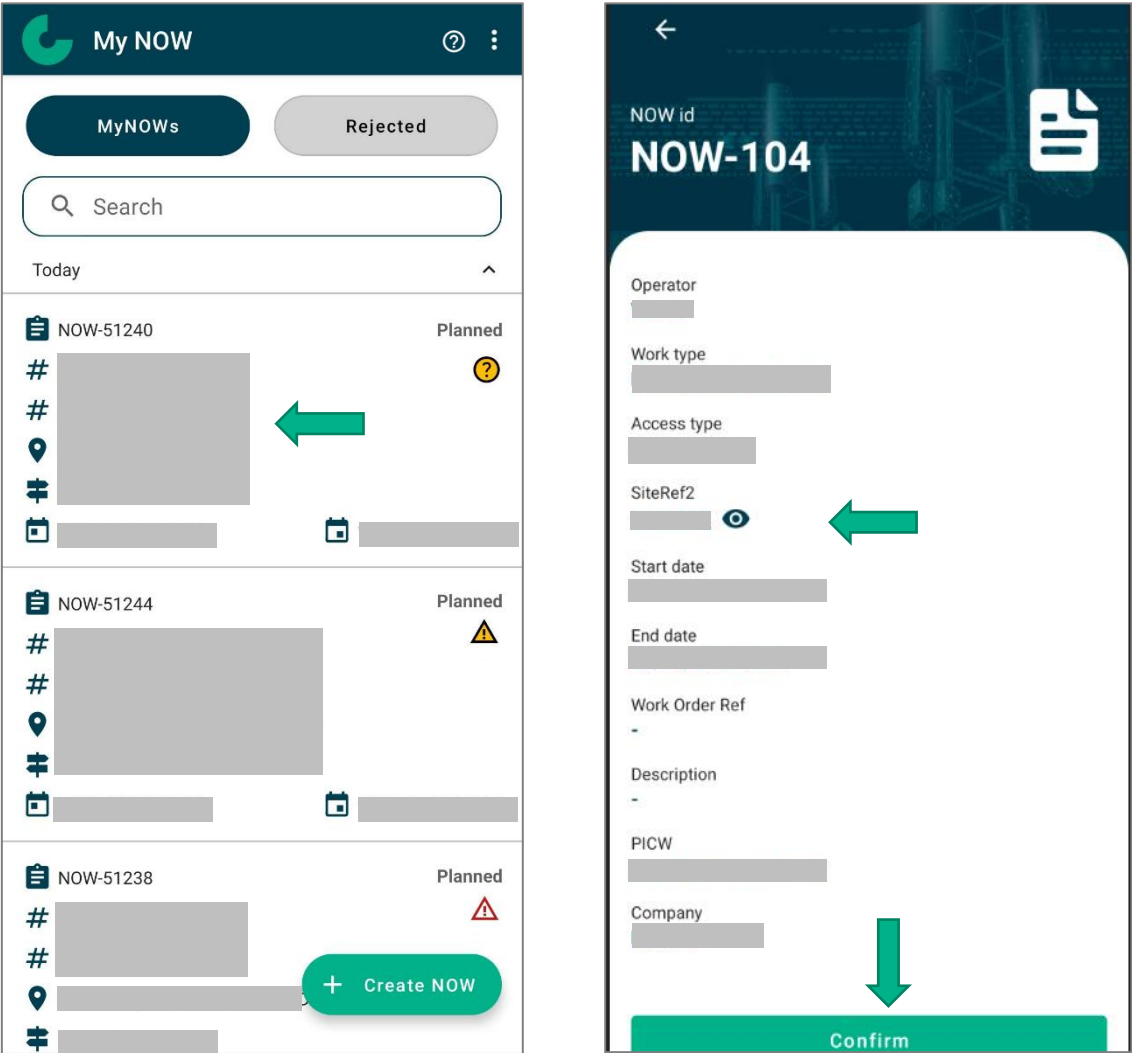 My NOW
MyNOWs
Rejected
Search
Today
NOW-51240
Planned
NOW-51244
Planned
NOW-51238
Planned
+ Create NOW
NOW id
NOW-104
Operator
Work type
Access type
SiteRef2
Start date
End date
Work Order Ref
-
Description
-
PICW
Company
Confirm